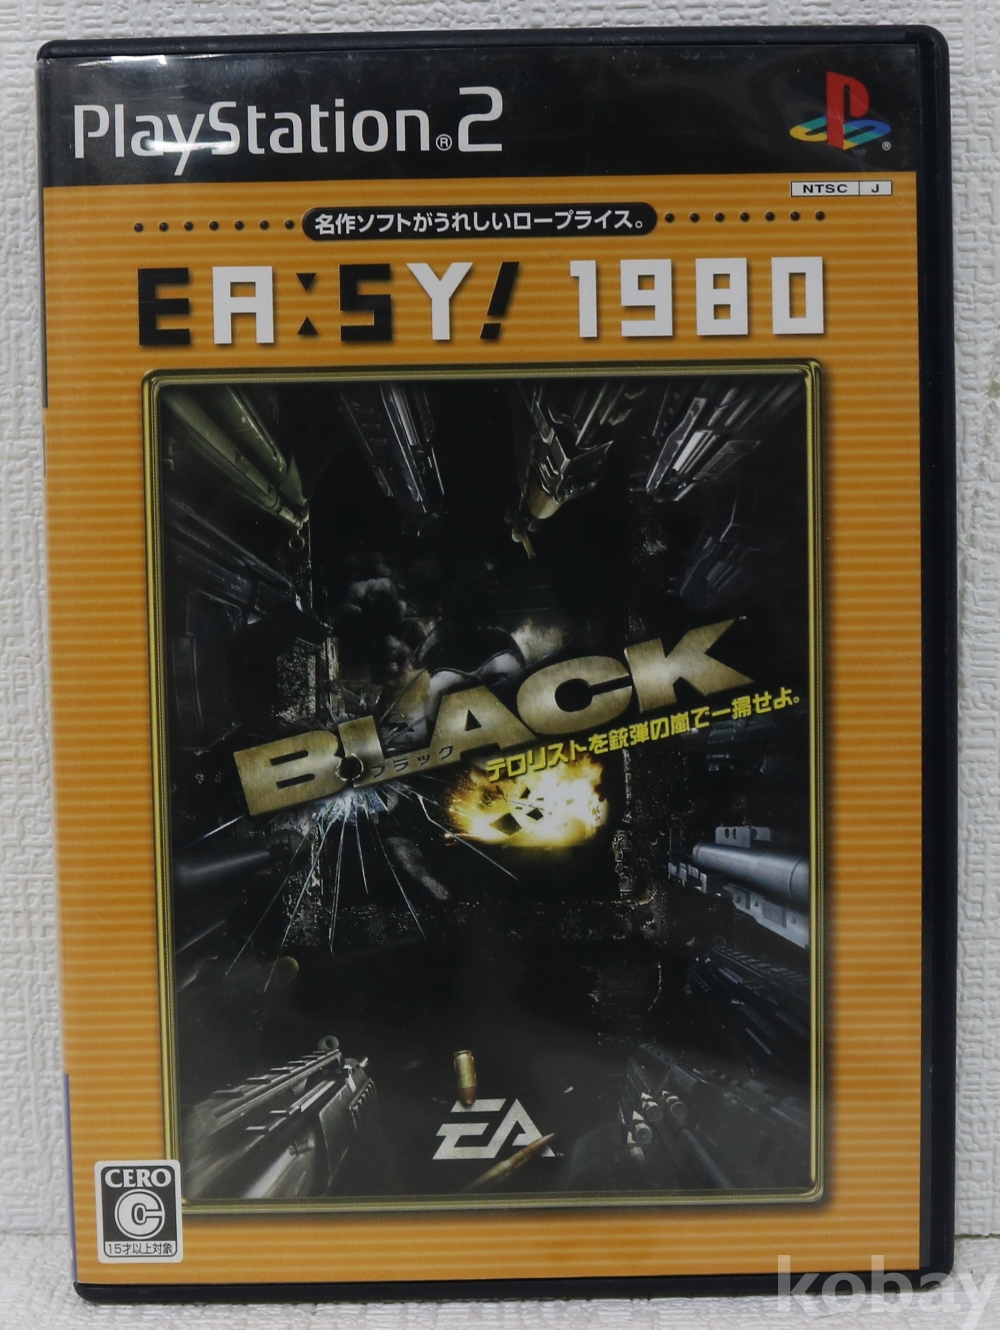 PlayStation®2
®
NTSC J
名作ソフトがうれしいロープライス。
EA:SY! 1980
BLACK™
ブラック
テロリストを銃弾の嵐で一掃せよ。
EA™
CERO
C
15才以上対象
kobay